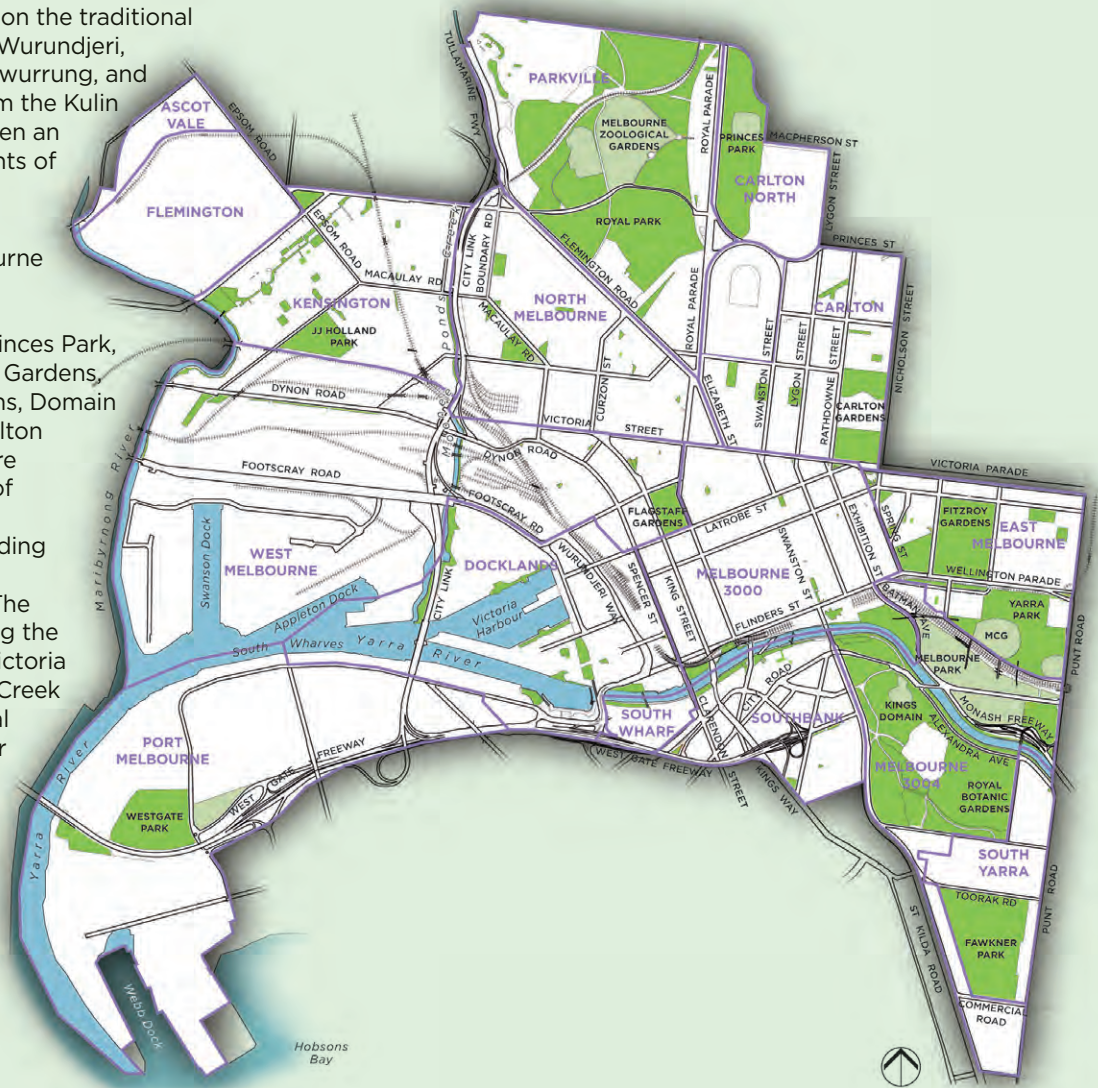 on the traditional
Wurundjeri,
wurrung, and
m the Kulin
en an
nts of
urne
rinces Park,
Gardens,
ns, Domain
lton
re
of
ding
The
g the
ictoria
Creek
al
r
TULLAMARINE FWY
PARKVILLE
ASCOT
VALE
EPSOM ROAD
MELBOURNE
ZOOLOGICAL
GARDENS
ROYAL PARADE
PRINCES
PARK
MACPHERSON ST
CARLTON
NORTH
LYGON STREET
FLEMINGTON
ROYAL PARK
PRINCES ST
EPSOM ROAD
MACAULAY RD
CITY LINK
BOUNDARY RD
FLEMINGTON ROAD
KENSINGTON
NORTH
MELBOURNE
CARLTON
JJ HOLLAND
PARK
MACAULAY RD
ROYAL PARADE
SWANSTON STREET
LYGON STREET
RATHDOWNE STREET
NICHOLSON STREET
DYNON ROAD
CURZON ST
ELIZABETH ST
CARLTON
GARDENS
VICTORIA STREET
Moonee Ponds Creek
DYNON ROAD
VICTORIA PARADE
FOOTSCRAY ROAD
FOOTSCRAY RD
FLAGSTAFF
GARDENS
LATROBE ST
EXHIBITION ST
SPRING ST
FITZROY
GARDENS
EAST
MELBOURNE
Maribyrnong River
Swanson Dock
WEST
MELBOURNE
DOCKLANDS
WURUNDJERI WAY
SPENCER ST
KING STREET
MELBOURNE
3000
SWANSTON ST
WELLINGTON PARADE
Appleton Dock
CITY LINK
Victoria
Harbour
FLINDERS ST
BATMAN AVE
YARRA
PARK
MCG
PUNT ROAD
South Wharves
Yarra River
MELBOURNE
PARK
CITY ROAD
KINGS
DOMAIN
MONASH FREEWAY
ALEXANDRA AVE
SOUTH
WHARF
CLARENDON STREET
SOUTHBANK
PORT
MELBOURNE
WEST GATE FREEWAY
WEST GATE FREEWAY
KINGS WAY
MELBOURNE
3004
ROYAL
BOTANIC
GARDENS
Yarra River
WESTGATE
PARK
SOUTH
YARRA
TOORAK RD
PUNT ROAD
ST KILDA ROAD
FAWKNER
PARK
Webb Dock
COMMERCIAL
ROAD
Hobsons
Bay